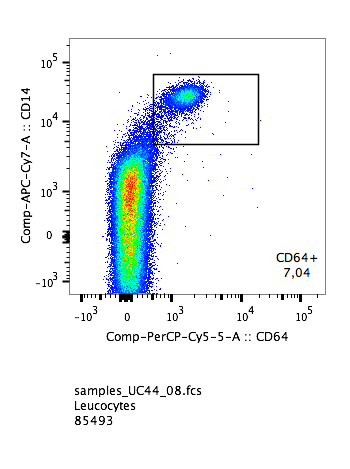 10⁵
10⁴
10³
0
-10³
Comp-APC-Cy7-A :: CD14
CD64+
7,04
-10³ 0 10³ 10⁴ 10⁵
Comp-PerCP-Cy5-5-A :: CD64
samples_UC44_08.fcs
Leucocytes
85493